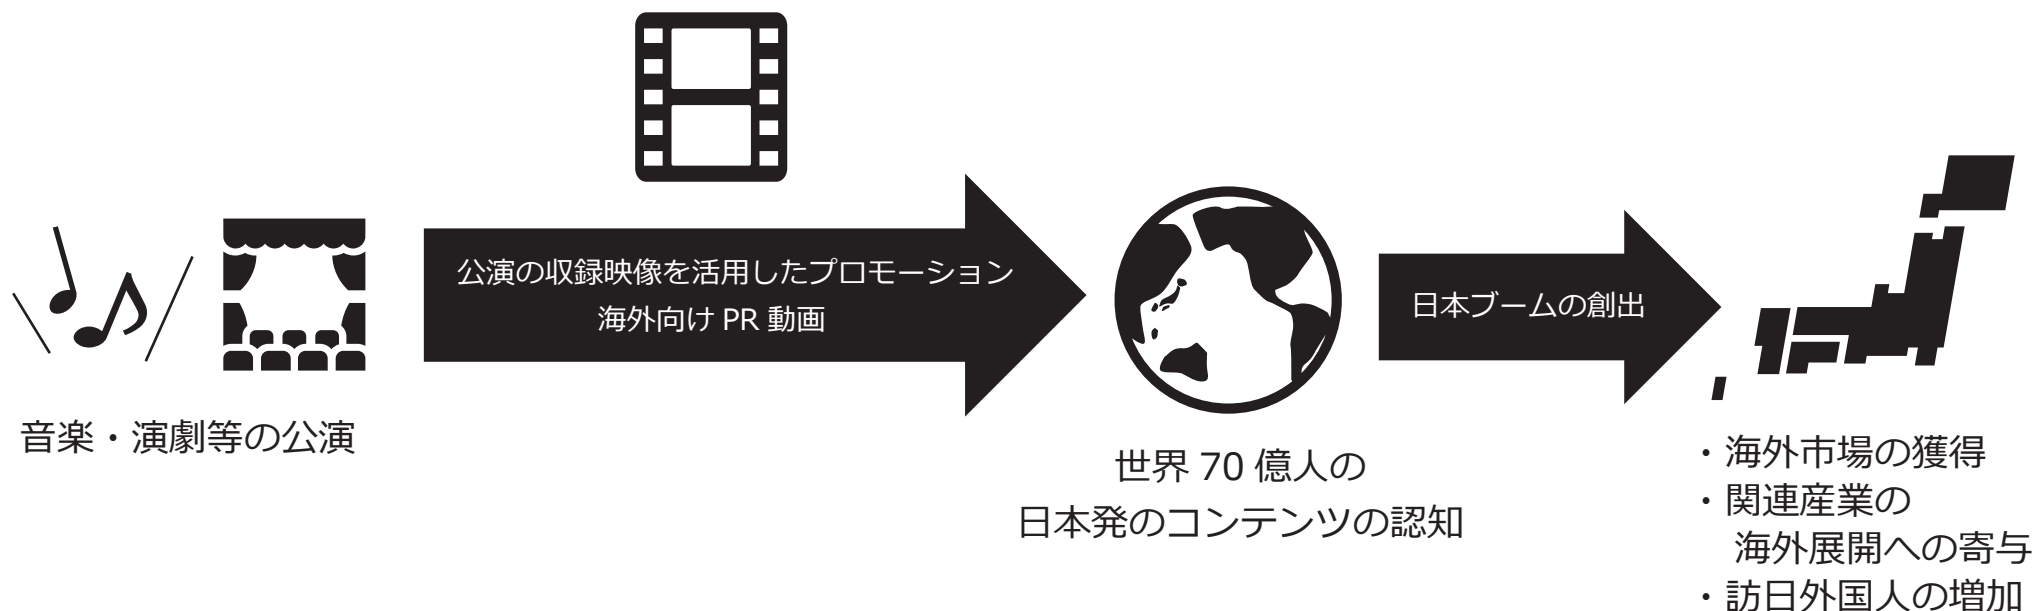 公演の収録映像を活用したプロモーション
海外向け PR 動画
日本ブームの創出
音楽・演劇等の公演
世界 70 億人の
日本発のコンテンツの認知
・海外市場の獲得
・関連産業の
海外展開への寄与
・訪日外国人の増加